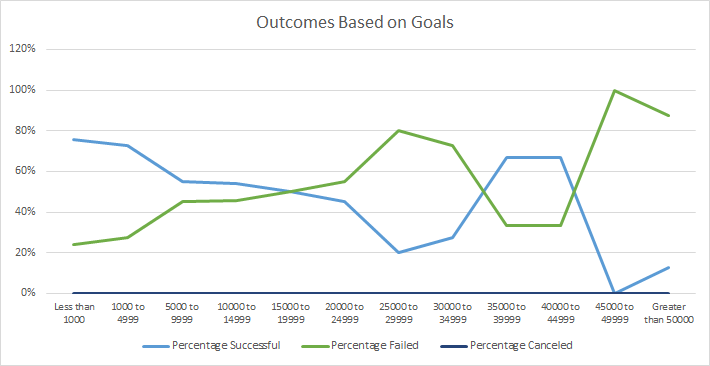 Outcomes Based on Goals
120%
100%
80%
60%
40%
20%
0%
Less than 1000 to 5000 to 10000 to 15000 to 20000 to 25000 to 30000 to 35000 to 40000 to 45000 to Greater
1000 4999 9999 14999 19999 24999 29999 34999 39999 44999 49999 than 50000
Percentage Successful Percentage Failed Percentage Canceled